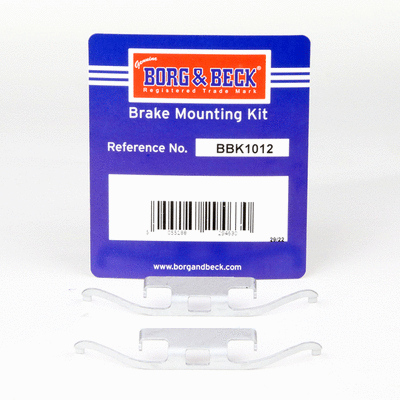 Genuine
BORG & BECK
Registered Trade Mark
Brake Mounting Kit
Reference No. BBK1012
29/22
www.borgandbeck.com